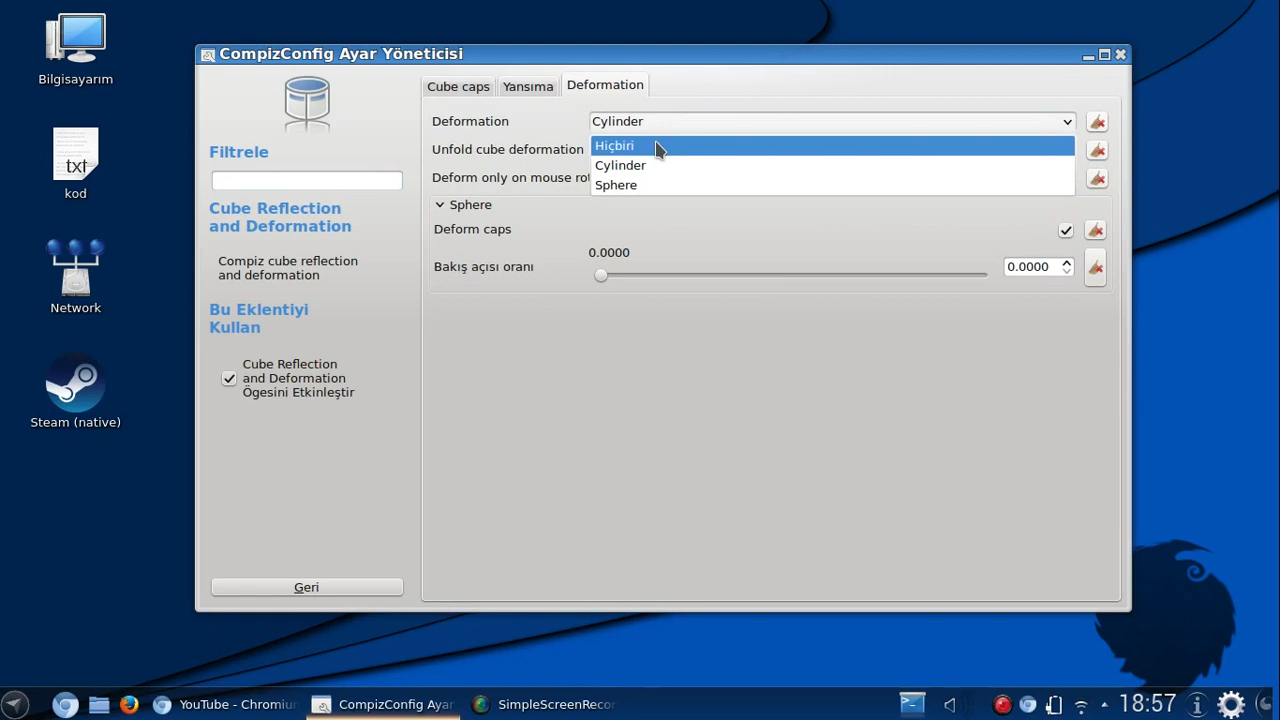 Bilgisayarım
kod
Network
Steam (native)
txt
CompizConfig Ayar Yöneticisi
Filtrele
Cube Reflection
and Deformation
Compiz cube reflection
and deformation
Bu Eklentiyi
Kullan
Cube Reflection
and Deformation
Ögesini Etkinleştir
Geri
Cube caps
Yansıma
Deformation
Deformation
Cylinder
Unfold cube deformation
Hiçbiri
Cylinder
Sphere
Deform only on mouse
Sphere
Deform caps
0.0000
Bakış açısı oranı
0.0000
YouTube - Chromium
CompizConfig Ayar
18:57